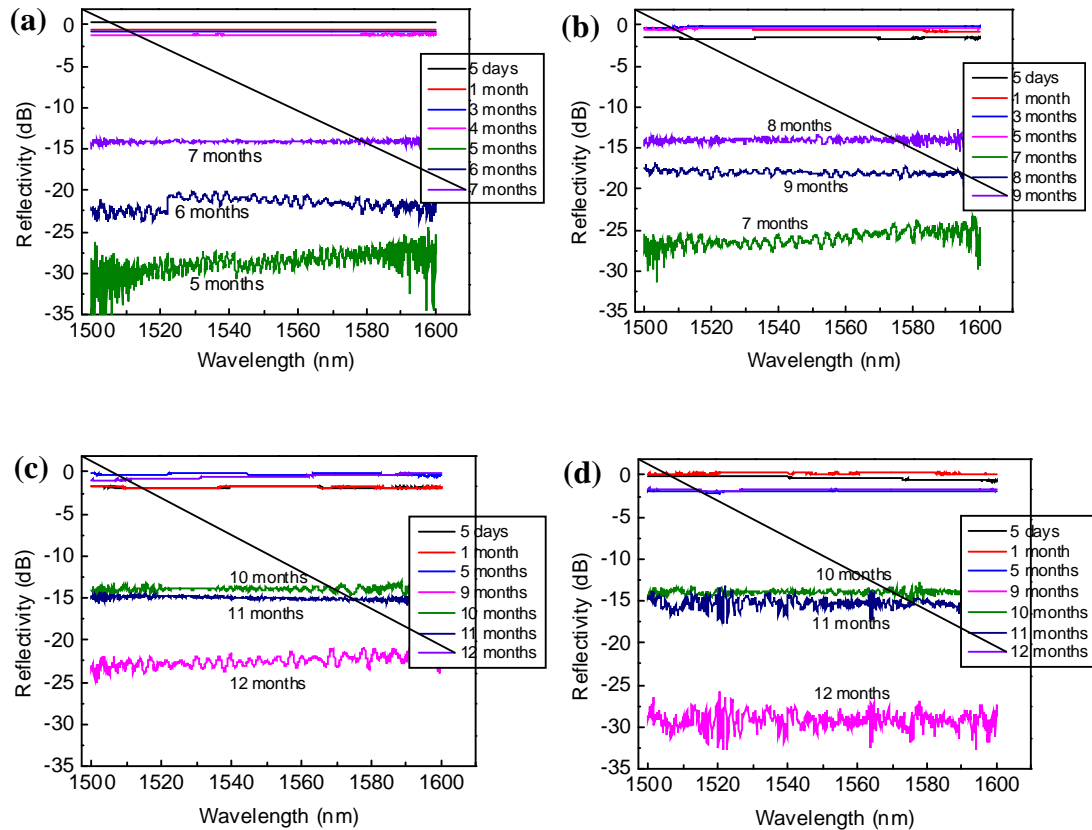 (a)
0
-5
-10
-15
-20
-25
-30
-35
Reflectivity (dB)
1500 1520 1540 1560 1580 1600
Wavelength (nm)
5 days
1 month
3 months
4 months
5 months
6 months
7 months
7 months
6 months
5 months
(b)
0
-5
-10
-15
-20
-25
-30
-35
Reflectivity (dB)
1500 1520 1540 1560 1580 1600
Wavelength (nm)
5 days
1 month
3 months
5 months
7 months
8 months
9 months
8 months
9 months
7 months
(c)
0
-5
-10
-15
-20
-25
-30
-35
Reflectivity (dB)
1500 1520 1540 1560 1580 1600
Wavelength (nm)
5 days
1 month
5 months
9 months
10 months
11 months
12 months
10 months
11 months
12 months
(d)
0
-5
-10
-15
-20
-25
-30
-35
Reflectivity (dB)
1500 1520 1540 1560 1580 1600
Wavelength (nm)
5 days
1 month
5 months
9 months
10 months
11 months
12 months
10 months
11 months
12 months